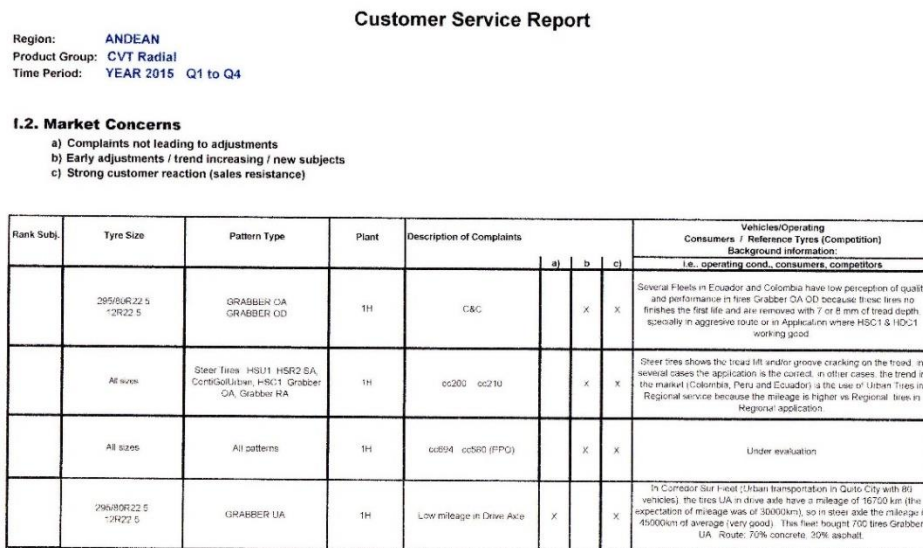 Customer Service Report
Region: ANDEAN
Product Group: CVT Radial
Time Period: YEAR 2015 Q1 to Q4
I.2. Market Concerns
a) Complaints not leading to adjustments
b) Early adjustments / trend increasing / new subjects
c) Strong customer reaction (sales resistance)
Rank Subj. Tyre Size Pattern Type Plant Description of Complaints
Vehicles/Operating
Consumers / Reference Tyres (Competition)
Background information:
a) b c) i.e., operating cond., consumers, competitors
295/80R22.5
12R22.5
GRABBER OA
GRABBER OD
1H
C&C
X X
Several Fleets in Ecuador and Colombia have low perception of qualit
and performance in tires Grabber OA OD because these tires no
finishes the first life and are removed with 7 or 8 mm of tread depth,
specially in aggresive route or in Application where HSC1 & HDC1
working good
All sizes
Steer Tires HSU1 HSR2 SA,
ContiGolUrban, HSC1 Grabber
OA, Grabber RA
1H
cc200 cc210
X X
Steer tires shows the tread lift and/or groove cracking on the tread, in
several cases the application is the correct, in other cases, the trend in
the market (Colombia, Peru and Ecuador) is the use of Urban Tires in
Regional service because the mileage is higher vs Regional tires in
Regional application
All sizes
All patterns
1H
X X
Under evaluation
295/80R22.5
12R22.5
GRABBER UA
1H
Low mileage in Drive Axle
X X X
In Corredor Sur Fleet (Urban transportation in Quito City with 80
vehicles), the tires UA in drive axle have a mileage of 16700 km (the
expectation of mileage was of 30000km), so in steer axle the mileage
45000km of average (very good) This fleet bought 700 tires Grabber
UA Route: 70% concrete, 30% asphalt.